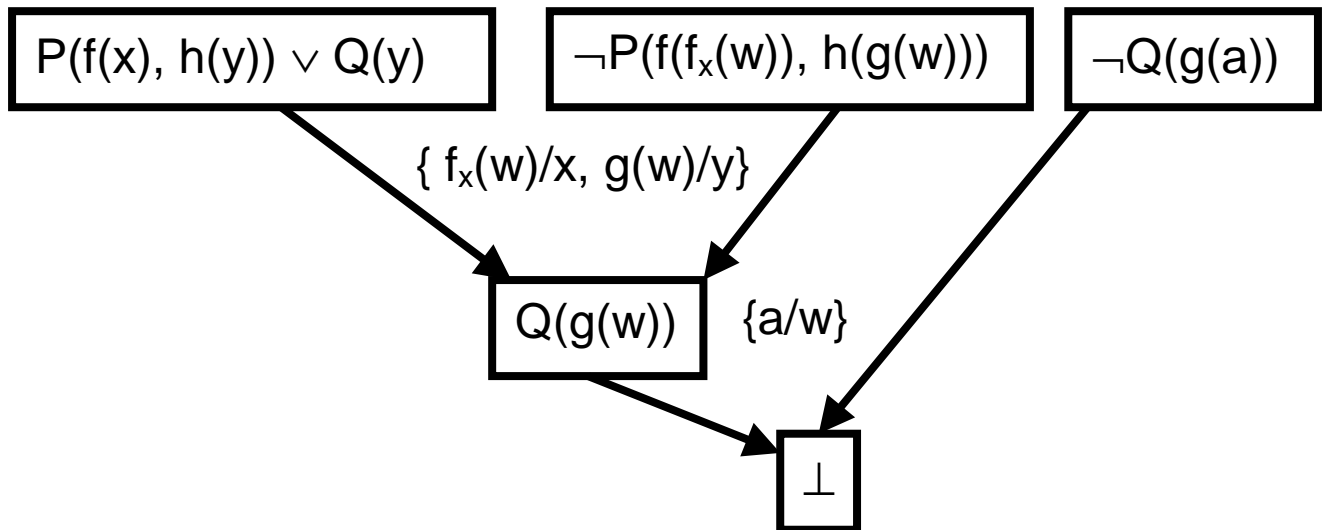 P(f(x), h(y)) ∨ Q(y)
¬P(f(fₓ(w)), h(g(w)))
¬Q(g(a))
{ fₓ(w)/x, g(w)/y}
Q(g(w))
{a/w}
⊥